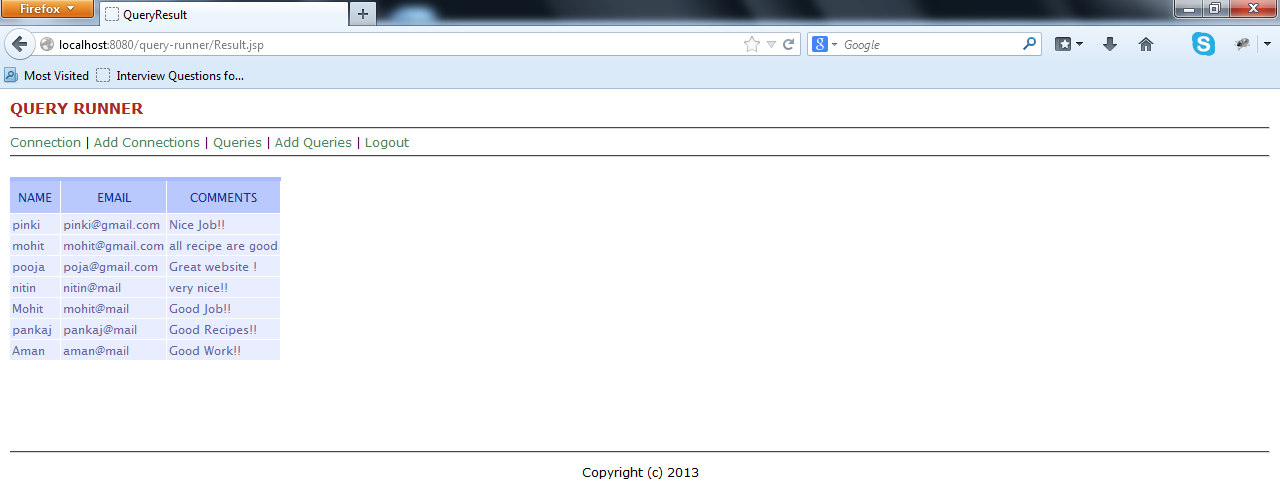 Firefox
QueryResult
localhost:8080/query-runner/Result.jsp
Google
Most Visited Interview Questions fo...
QUERY RUNNER
Connection | Add Connections | Queries | Add Queries | Logout
NAME EMAIL COMMENTS
pinki pinki@gmail.com Nice Job!!
mohit mohit@gmail.com all recipe are good
pooja poja@gmail.com Great website !
nitin nitin@mail very nice!!
Mohit mohit@mail Good Job!!
pankaj pankaj@mail Good Recipes!!
Aman aman@mail Good Work!!
Copyright (c) 2013